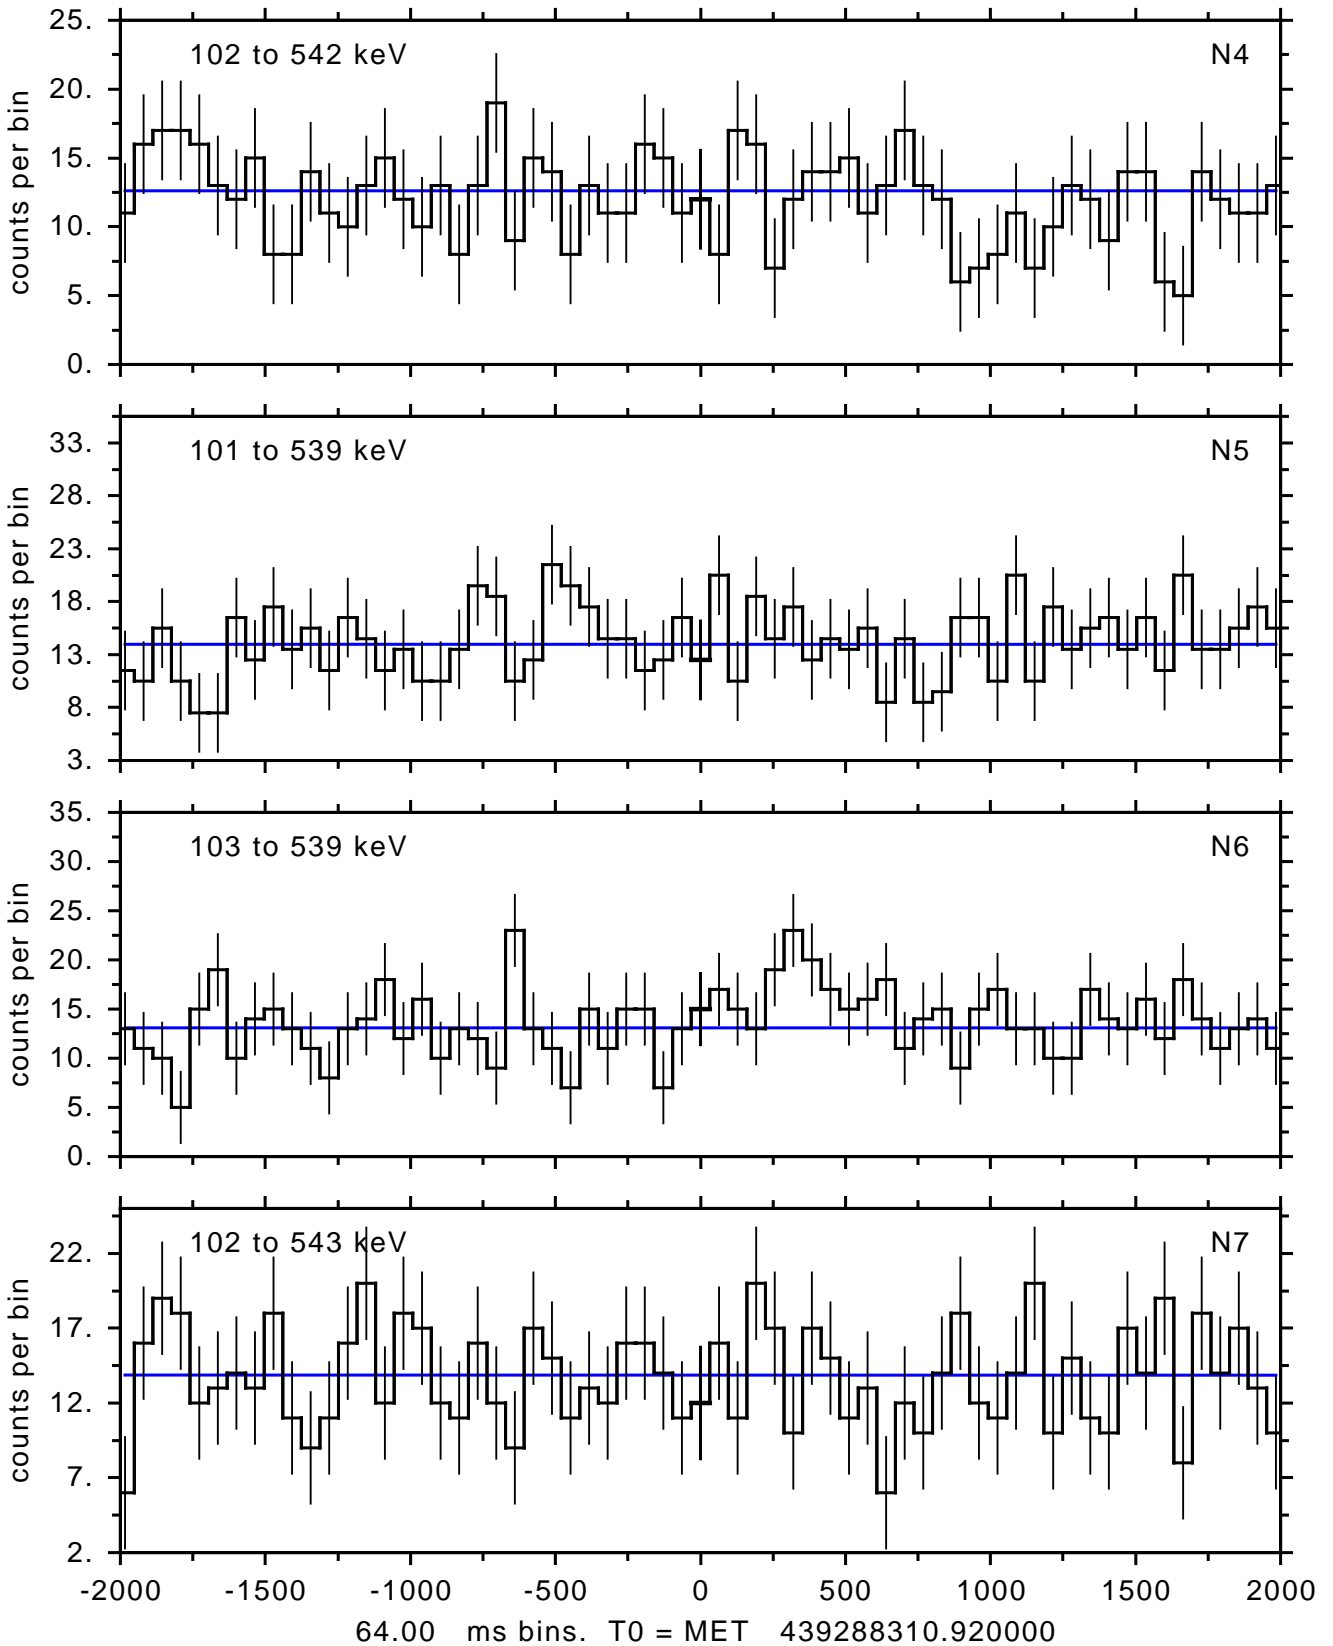 25.
102 to 542 keV N4
20.
15.
10.
5.
0.
counts per bin
33.
101 to 539 keV N5
28.
23.
18.
13.
8.
3.
counts per bin
35.
103 to 539 keV N6
30.
25.
20.
15.
10.
5.
0.
counts per bin
102 to 543 keV N7
22.
17.
12.
7.
2.
counts per bin
-2000 -1500 -1000 -500 0 500 1000 1500 2000
64.00 ms bins. T0 = MET 439288310.920000